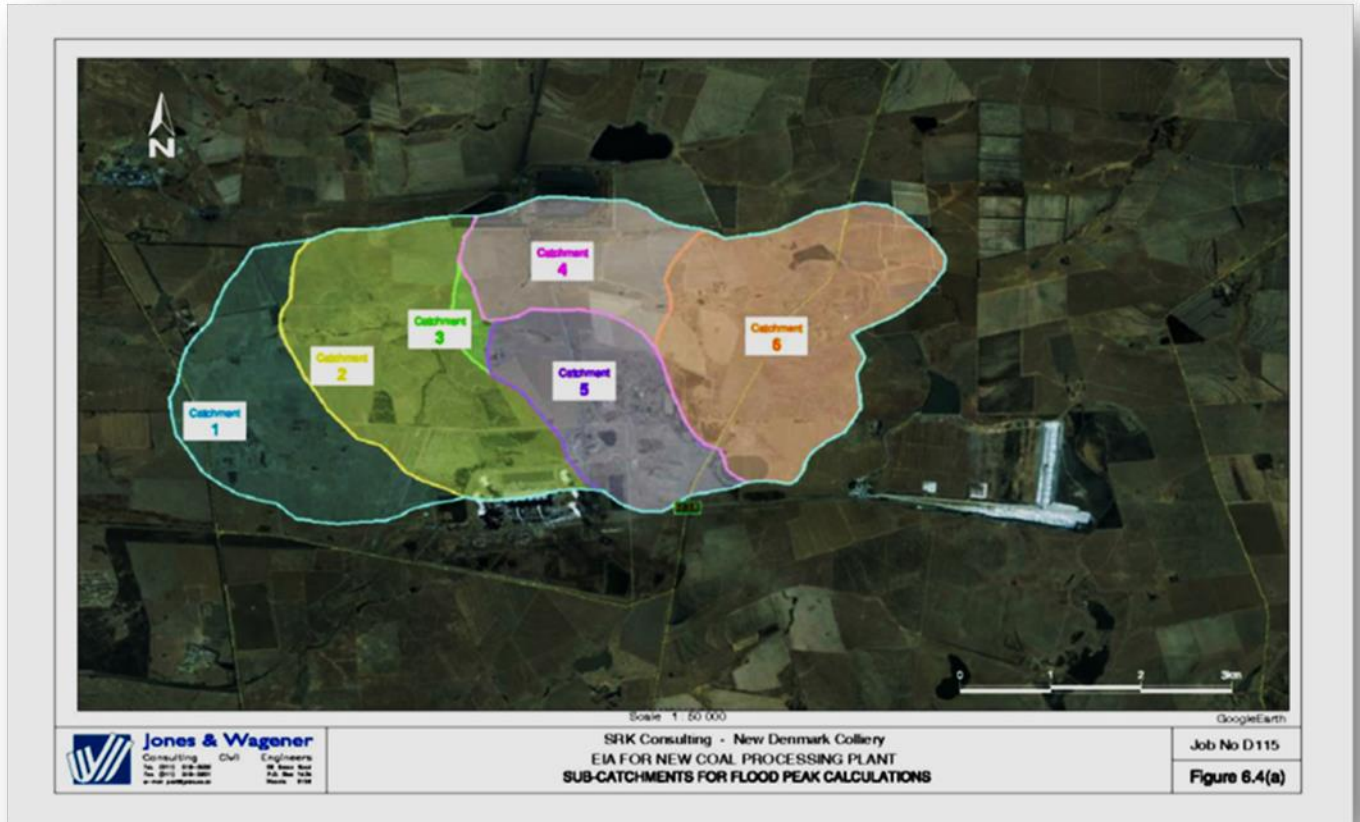 N
Catchment
4
Catchment
3
Catchment
6
Catchment
2
Catchment
5
Catchment
1
0 1 2 3km
Scale 1 : 50 000
GoogleEarth
Jones & Wagener
Consulting Civil Engineers
SRK Consulting - New Denmark Colliery
EIA FOR NEW COAL PROCESSING PLANT
SUB-CATCHMENTS FOR FLOOD PEAK CALCULATIONS
Job No D115
Figure 6.4(a)